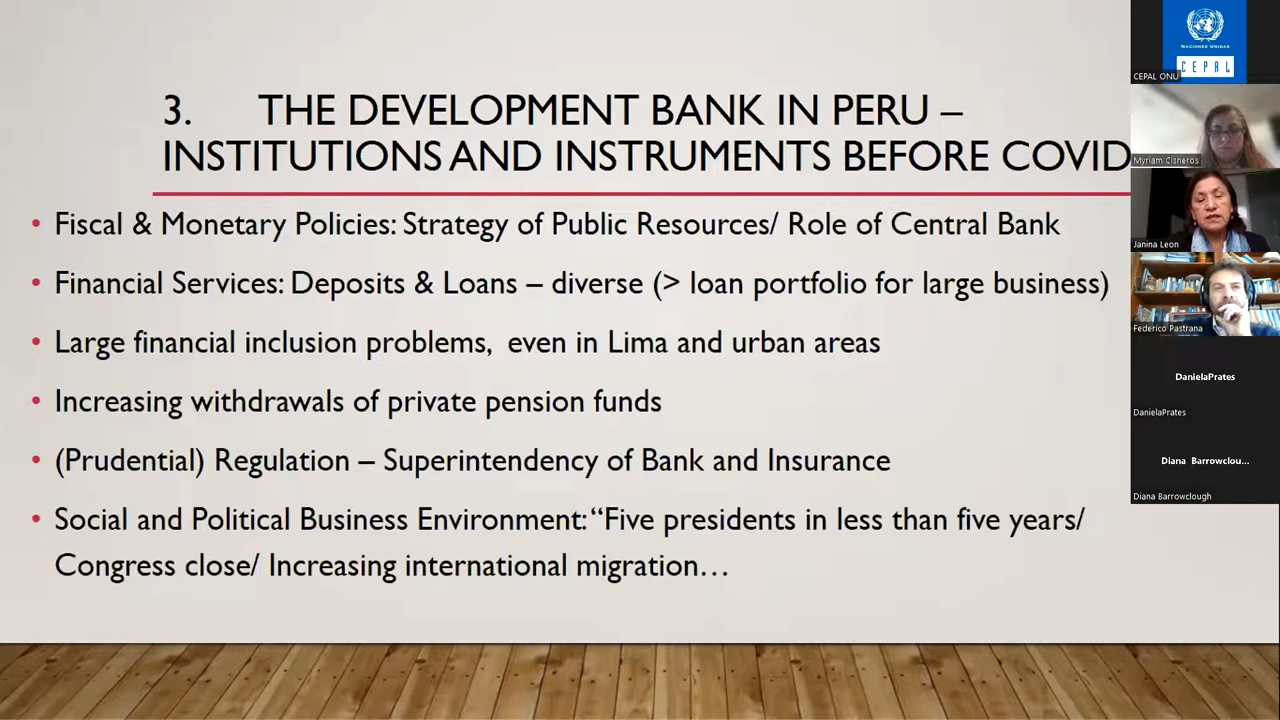 3. THE DEVELOPMENT BANK IN PERU –
INSTITUTIONS AND INSTRUMENTS BEFORE COVID
• Fiscal & Monetary Policies: Strategy of Public Resources/ Role of Central Bank
• Financial Services: Deposits & Loans – diverse (> loan portfolio for large business)
• Large financial inclusion problems, even in Lima and urban areas
• Increasing withdrawals of private pension funds
• (Prudential) Regulation – Superintendency of Bank and Insurance
• Social and Political Business Environment: “Five presidents in less than five years/
Congress close/ Increasing international migration…
NACIONES UNIDAS
CEPAL
CEPAL ONU
Myriam Cisneros
Janina Leon
Federico Pastrana
DanielaPrates
DanielaPrates
Diana Barrowclou...
Diana Barrowclough